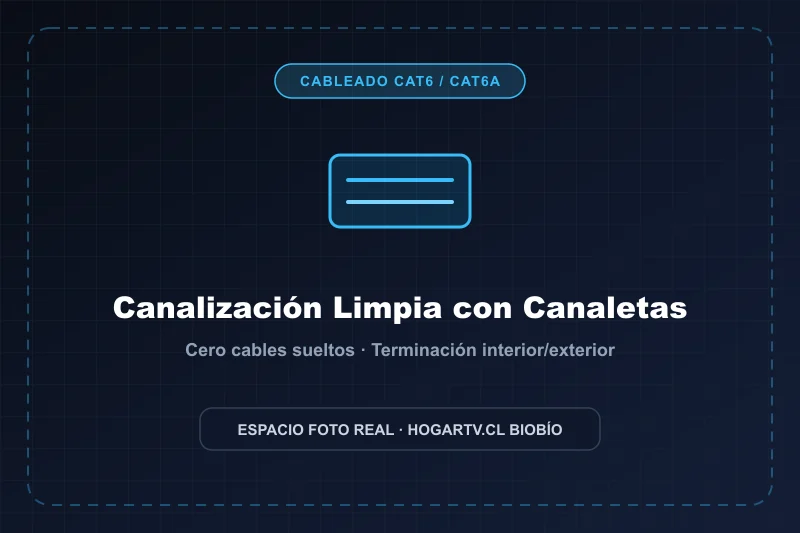 CABLEADO CAT6 / CAT6A
Canalización Limpia con Canaletas
Cero cables sueltos · Terminación interior/exterior
ESPACIO FOTO REAL · HOGARTV.CL BIOBÍO